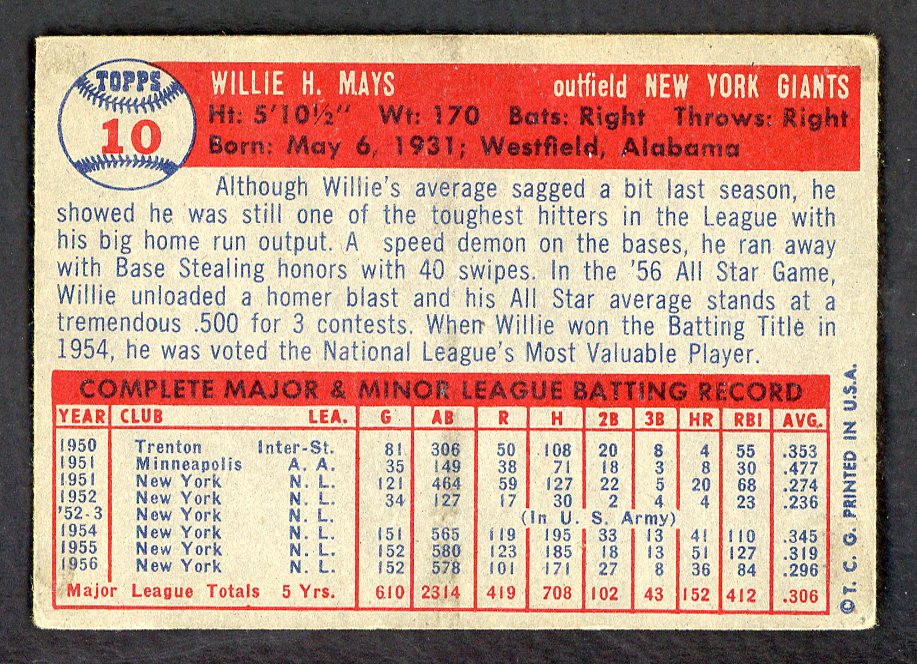 TOPPS
10
WILLIE H. MAYS outfield NEW YORK GIANTS
Ht: 5'10½" Wt: 170 Bats: Right Throws: Right
Born: May 6, 1931; Westfield, Alabama
Although Willie's average sagged a bit last season, he
showed he was still one of the toughest hitters in the League with
his big home run output. A speed demon on the bases, he ran away
with Base Stealing honors with 40 swipes. In the '56 All Star Game,
Willie unloaded a homer blast and his All Star average stands at a
tremendous .500 for 3 contests. When Willie won the Batting Title in
1954, he was voted the National League's Most Valuable Player.
COMPLETE MAJOR & MINOR LEAGUE BATTING RECORD
YEAR CLUB LEA. G AB R H 2B 3B HR RBI AVG.
1950 Trenton Inter-St. 81 306 50 108 20 8 4 55 .353
1951 Minneapolis A. A. 35 149 38 71 18 3 8 30 .477
1951 New York N. L. 121 464 59 127 22 5 20 68 .274
1952 New York N. L. 34 127 17 30 2 4 4 23 .236
'52-3 New York N. L. (In U. S. Army)
1954 New York N. L. 151 565 119 195 33 13 41 110 .345
1955 New York N. L. 152 580 123 185 18 13 51 127 .319
1956 New York N. L. 152 578 101 171 27 8 36 84 .296
Major League Totals 5 Yrs. 610 2314 419 708 102 43 152 412 .306
©T. C. G. PRINTED IN U.S.A.